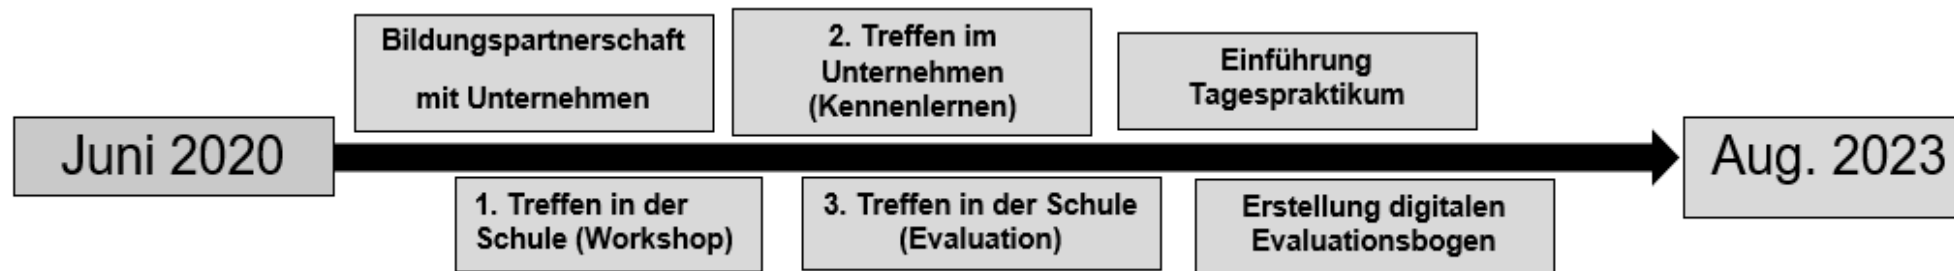 Juni 2020
Bildungspartnerschaft
mit Unternehmen
1. Treffen in der
Schule (Workshop)
2. Treffen im
Unternehmen
(Kennenlernen)
3. Treffen in der Schule
(Evaluation)
Einführung
Tagespraktikum
Erstellung digitalen
Evaluationsbogen
Aug. 2023